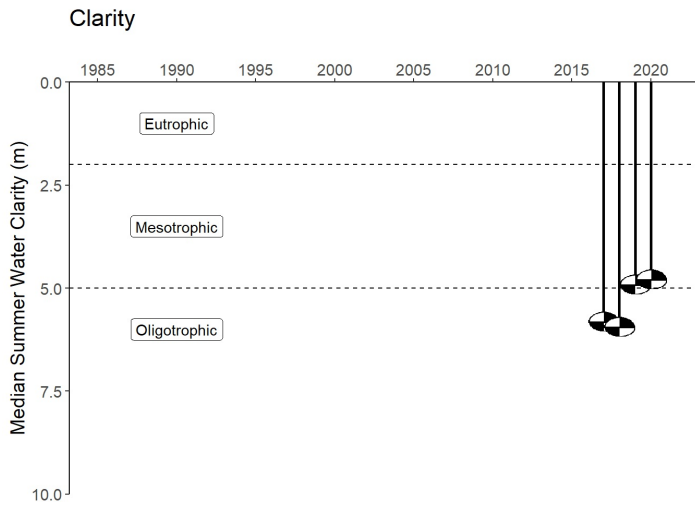 Clarity
1985 1990 1995 2000 2005 2010 2015 2020
0.0
Eutrophic
2.5
Mesotrophic
5.0
Oligotrophic
7.5
10.0
Median Summer Water Clarity (m)